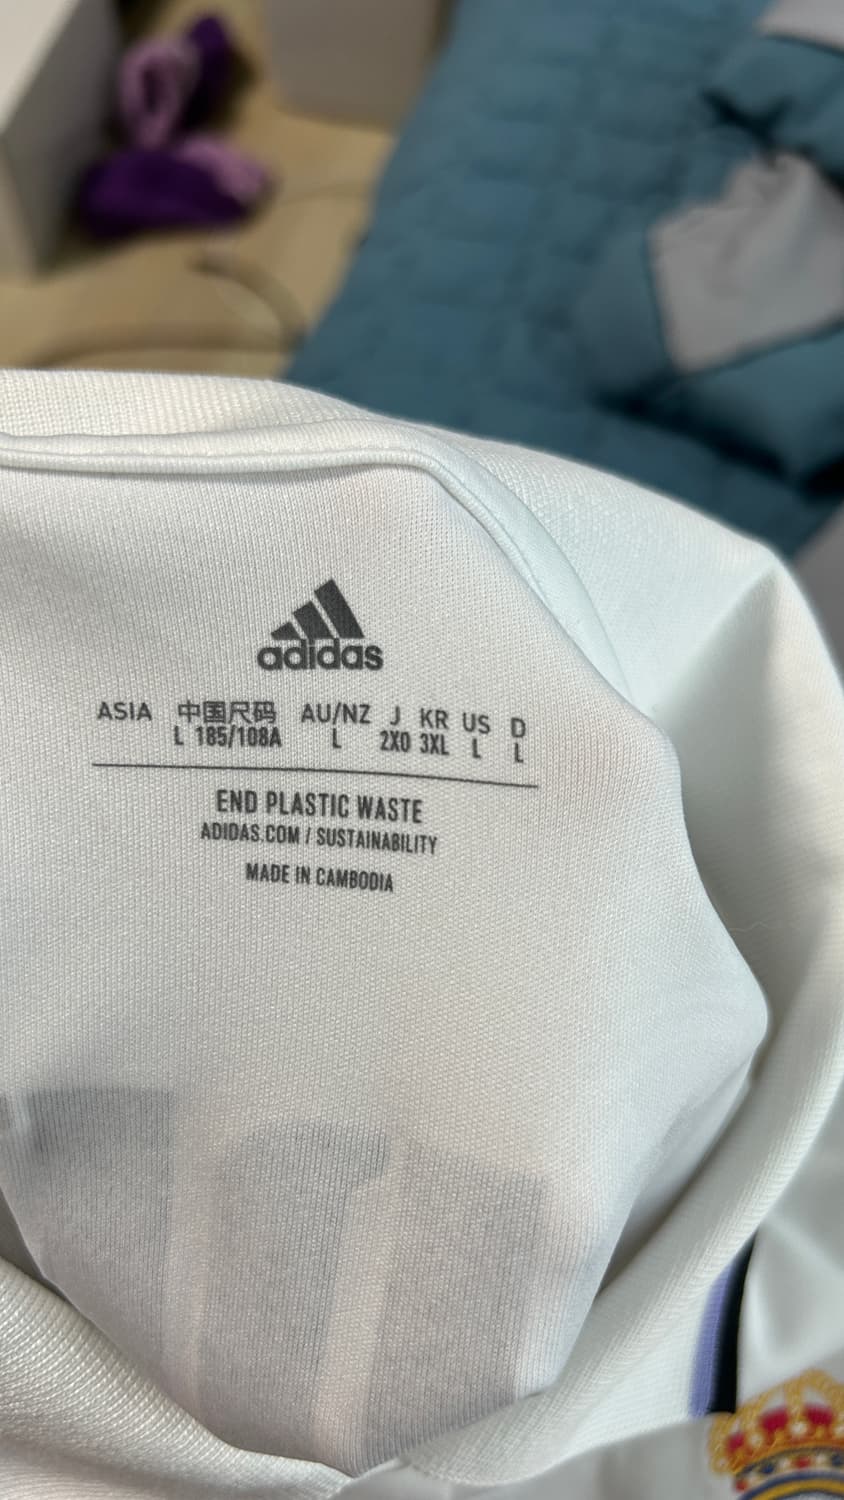 adidas
ASIA 中国尺码 AU/NZ J KR US D
L 185/108A L 2XO 3XL L L
END PLASTIC WASTE
ADIDAS.COM / SUSTAINABILITY
MADE IN CAMBODIA